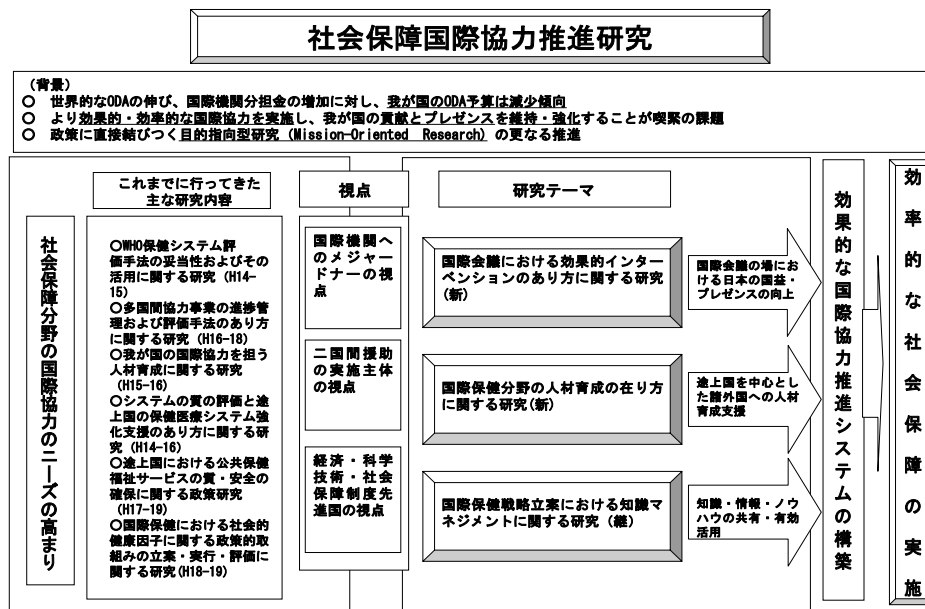 社会保障国際協力推進研究
（背景）
○ 世界的なODAの伸び、国際機関分担金の増加に対し、我が国のODA予算は減少傾向
○ より効果的・効率的な国際協力を実施し、我が国の貢献とプレゼンスを維持・強化することが喫緊の課題
○ 政策に直接結びつく目的指向型研究（Mission-Oriented Research）の更なる推進
社会保障分野の国際協力のニーズの高まり
これまでに行ってきた
主な研究内容
○WHO保健システム評
価手法の妥当性およびその
活用に関する研究（H14-
15）
○多国間協力事業の進捗管
理および評価手法のあり方
に関する研究（H16-18）
○我が国の国際協力を担う
人材育成に関する研究
（H15-16）
○システムの質の評価と途
上国の保健医療システム強
化支援のあり方に関する研
究（H14-16）
○途上国における公共保健
福祉サービスの質・安全の
確保に関する政策研究
（H17-19）
○国際保健における社会的
健康因子に関する政策的取
組みの立案・実行・評価に
関する研究(H18-19)
視点
国際機関へ
のメジャード
ナーの視
点
二国間援助
の実施主体
の視点
経済・科学
技術・社会
保障制度先
進国の視点
研究テーマ
国際会議における効果的インター
ベンションのあり方に関する研究
(新)
国際保健分野の人材育成の在り方
に関する研究(新)
国際保健戦略立案における知識マ
ネジメントに関する研究（継）
国際会議の場にお
ける日本の国益・
プレゼンスの向上
途上国を中心とし
た諸外国への人材
育成支援
知識・情報・ノウ
ハウの共有・有効
活用
効果的な国際協力推進システムの構築
効率的な社会保障の実施